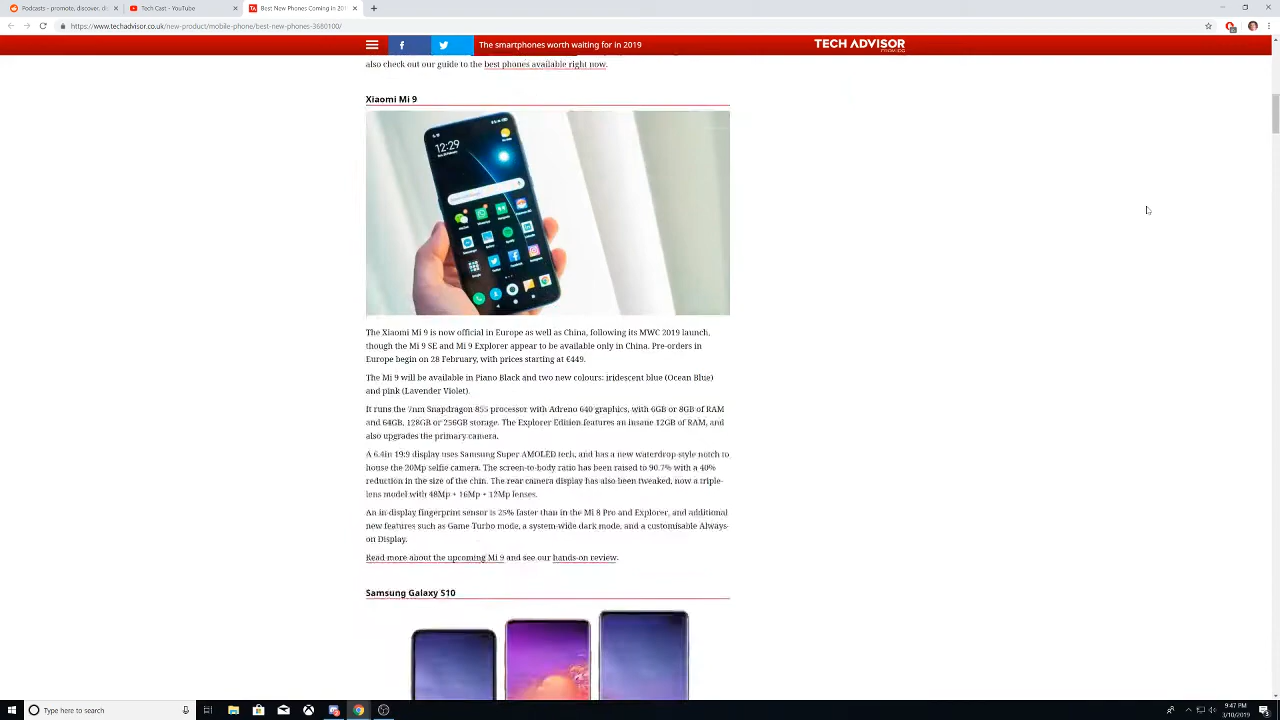 Podcasts - promote, discover, di
Tech Cast - YouTube
Best New Phones Coming in 201
https://www.techadvisor.co.uk/new-product/mobile-phone/best-new-phones-3680100/
The smartphones worth waiting for in 2019
TECH ADVISOR
FROM IDG
also check out our guide to the best phones available right now.
Xiaomi Mi 9
12:29
The Xiaomi Mi 9 is now official in Europe as well as China, following its MWC 2019 launch,
though the Mi 9 SE and Mi 9 Explorer appear to be available only in China. Pre-orders in
Europe begin on 28 February, with prices starting at €449.
The Mi 9 will be available in Piano Black and two new colours: iridescent blue (Ocean Blue)
and pink (Lavender Violet).
It runs the 7nm Snapdragon 855 processor with Adreno 640 graphics, with 6GB or 8GB of RAM
and 64GB, 128GB or 256GB storage. The Explorer Edition features an insane 12GB of RAM, and
also upgrades the primary camera.
A 6.4in 19:9 display uses Samsung Super AMOLED tech, and has a new waterdrop-style notch to
house the 20Mp selfie camera. The screen-to-body ratio has been raised to 90.7% with a 40%
reduction in the size of the chin. The rear camera display has also been tweaked, now a triple-
lens model with 48Mp + 16Mp + 12Mp lenses.
An in-display fingerprint sensor is 25% faster than in the Mi 8 Pro and Explorer, and additional
new features such as Game Turbo mode, a system-wide dark mode, and a customisable Always-
on Display.
Read more about the upcoming Mi 9 and see our hands-on review.
Samsung Galaxy S10
Type here to search
9:47 PM
3/10/2019